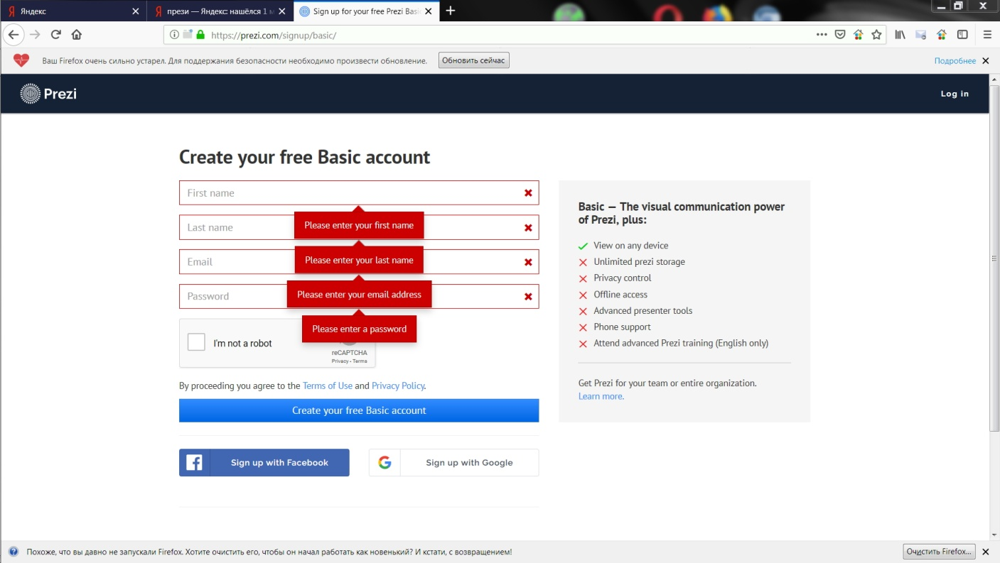 Яндекс
прези — Яндекс: нашёлся 1 м
Sign up for your free Prezi Basic
https://prezi.com/signup/basic/
Ваш Firefox очень сильно устарел. Для поддержания безопасности необходимо произвести обновление.
Обновить сейчас
Подробнее
Prezi
Log in
Create your free Basic account
First name
Please enter your first name
Last name
Please enter your last name
Email
Please enter your email address
Password
Please enter a password
I'm not a robot
reCAPTCHA
Privacy - Terms
By proceeding you agree to the Terms of Use and Privacy Policy.
Create your free Basic account
Sign up with Facebook
Sign up with Google
Basic — The visual communication power
of Prezi, plus:
View on any device
Unlimited prezi storage
Privacy control
Offline access
Advanced presenter tools
Phone support
Attend advanced Prezi training (English only)
Get Prezi for your team or entire organization.
Learn more.
Похоже, что вы давно не запускали Firefox. Хотите очистить его, чтобы он начал работать как новенький? И кстати, с возвращением!
Очистить Firefox...